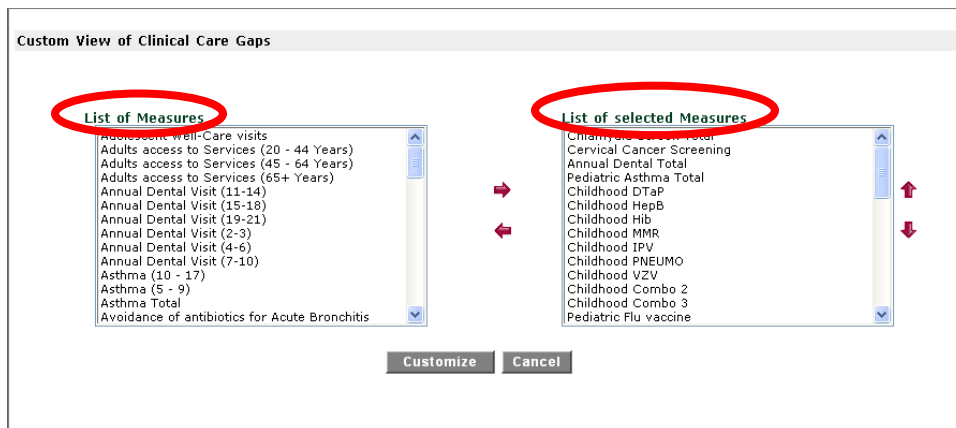 Custom View of Clinical Care Gaps
List of Measures
Adolescent Well-Care visits
Adults access to Services (20 - 44 Years)
Adults access to Services (45 - 64 Years)
Adults access to Services (65+ Years)
Annual Dental Visit (11-14)
Annual Dental Visit (15-18)
Annual Dental Visit (19-21)
Annual Dental Visit (2-3)
Annual Dental Visit (4-6)
Annual Dental Visit (7-10)
Asthma (10 - 17)
Asthma (5 - 9)
Asthma Total
Avoidance of antibiotics for Acute Bronchitis
List of selected Measures
Chlamydia Screen Total
Cervical Cancer Screening
Annual Dental Total
Pediatric Asthma Total
Childhood DTaP
Childhood HepB
Childhood Hib
Childhood MMR
Childhood IPV
Childhood PNEUMO
Childhood VZV
Childhood Combo 2
Childhood Combo 3
Pediatric Flu vaccine
Customize
Cancel